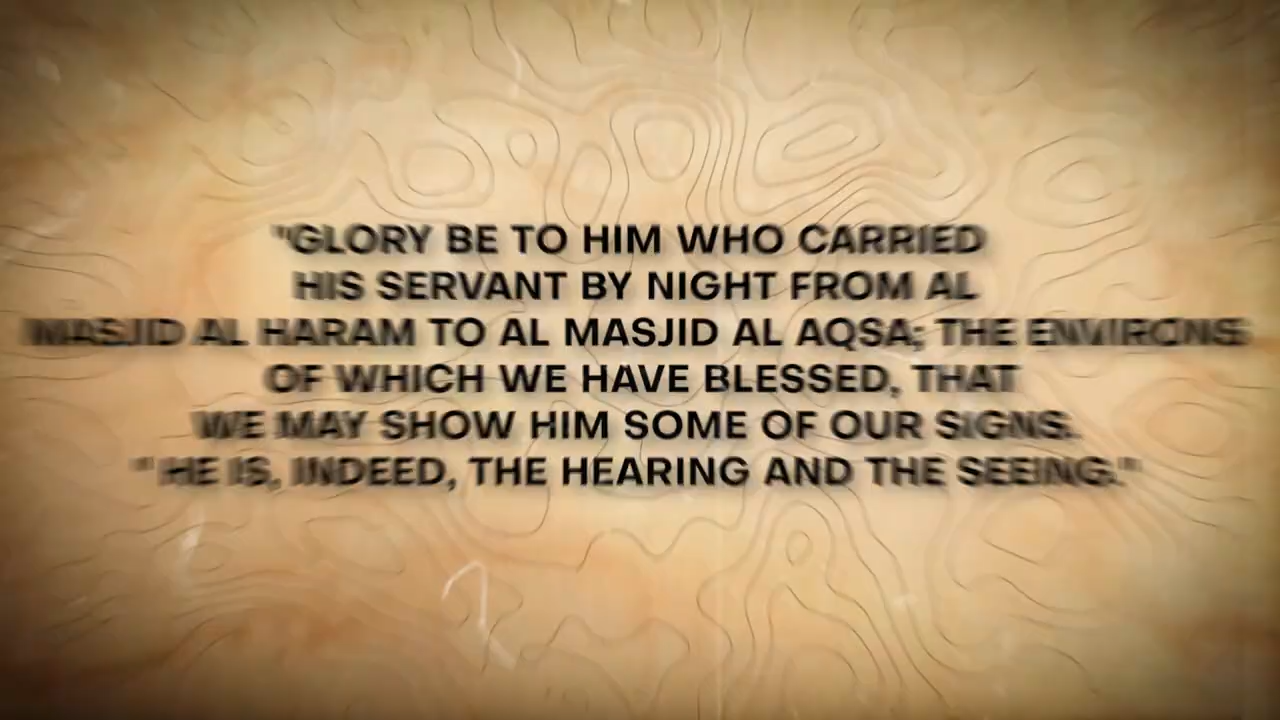 "GLORY BE TO HIM WHO CARRIED
HIS SERVANT BY NIGHT FROM AL
MASJID AL HARAM TO AL MASJID AL AQSA; THE ENVIRONS
OF WHICH WE HAVE BLESSED, THAT
WE MAY SHOW HIM SOME OF OUR SIGNS.
" HE IS, INDEED, THE HEARING AND THE SEEING."